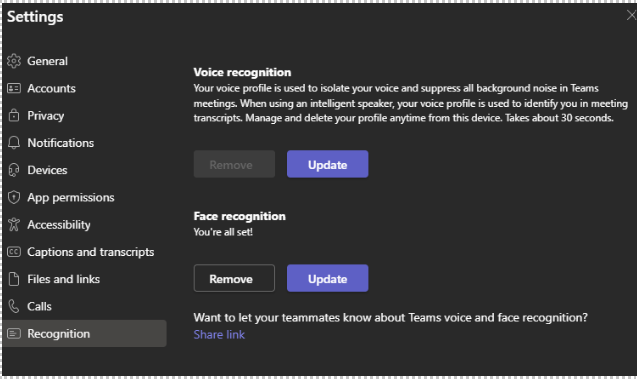 Settings
General
Accounts
Privacy
Notifications
Devices
App permissions
Accessibility
CC Captions and transcripts
Files and links
Calls
Recognition
Voice recognition
Your voice profile is used to isolate your voice and suppress all background noise in Teams
meetings. When using an intelligent speaker, your voice profile is used to identify you in meeting
transcripts. Manage and delete your profile anytime from this device. Takes about 30 seconds.
Remove Update
Face recognition
You're all set!
Remove Update
Want to let your teammates know about Teams voice and face recognition?
Share link